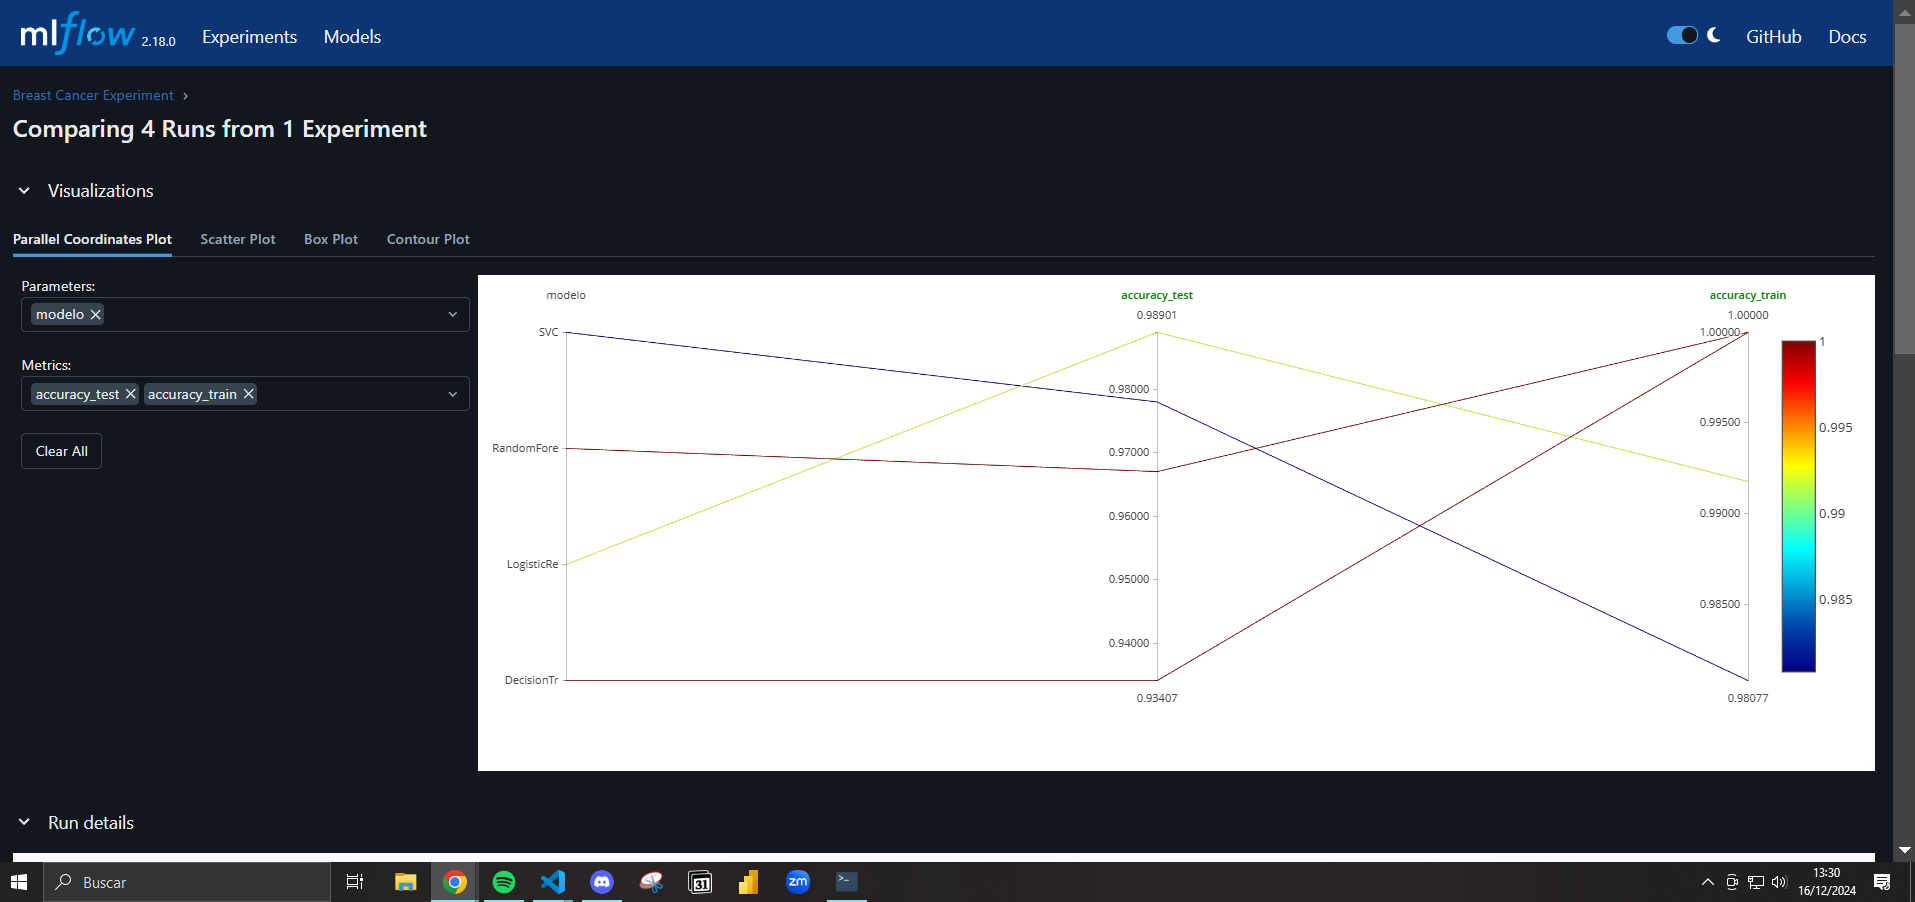 mlflow 2.18.0 Experiments Models GitHub Docs
Breast Cancer Experiment
Comparing 4 Runs from 1 Experiment
Visualizations
Parallel Coordinates Plot Scatter Plot Box Plot Contour Plot
Parameters:
modelo
Metrics:
accuracy_test accuracy_train
Clear All
modelo
SVC
RandomFore
LogisticRe
DecisionTr
accuracy_test
0.98901
0.98000
0.97000
0.96000
0.95000
0.94000
0.93407
accuracy_train
1.00000
1.00000
0.99500
0.99000
0.98500
0.98077
1
0.995
0.99
0.985
Run details
Buscar
31
zm
13:30
16/12/2024